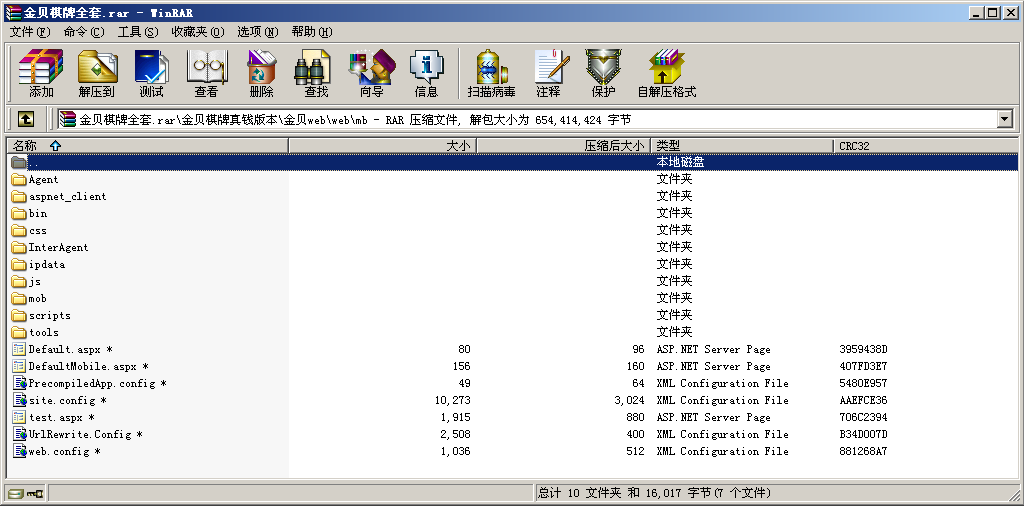 金贝棋牌全套.rar - WinRAR
文件(F) 命令(C) 工具(S) 收藏夹(O) 选项(N) 帮助(H)
添加 解压到 测试 查看 删除 查找 向导 信息 扫描病毒 注释 保护 自解压格式
金贝棋牌全套.rar\金贝棋牌真钱版本\金贝web\web\mb - RAR 压缩文件, 解包大小为 654,414,424 字节
名称 大小 压缩后大小 类型 CRC32
.. 本地磁盘
Agent 文件夹
aspnet_client 文件夹
bin 文件夹
css 文件夹
InterAgent 文件夹
ipdata 文件夹
js 文件夹
mob 文件夹
scripts 文件夹
tools 文件夹
Default.aspx * 80 96 ASP.NET Server Page 3959438D
DefaultMobile.aspx * 156 160 ASP.NET Server Page 407FD3E7
PrecompiledApp.config * 49 64 XML Configuration File 5480E957
site.config * 10,273 3,024 XML Configuration File AAEFCE36
test.aspx * 1,915 880 ASP.NET Server Page 706C2394
UrlRewrite.Config * 2,508 400 XML Configuration File B34D007D
web.config * 1,036 512 XML Configuration File 881268A7
总计 10 文件夹 和 16,017 字节(7 个文件)